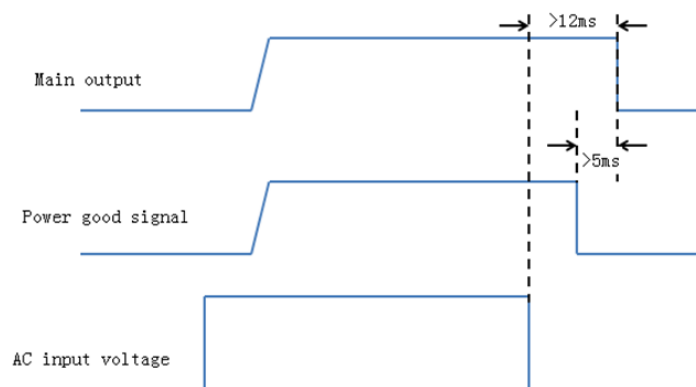 >12ms
Main output
>5ms
Power good signal
AC input voltage